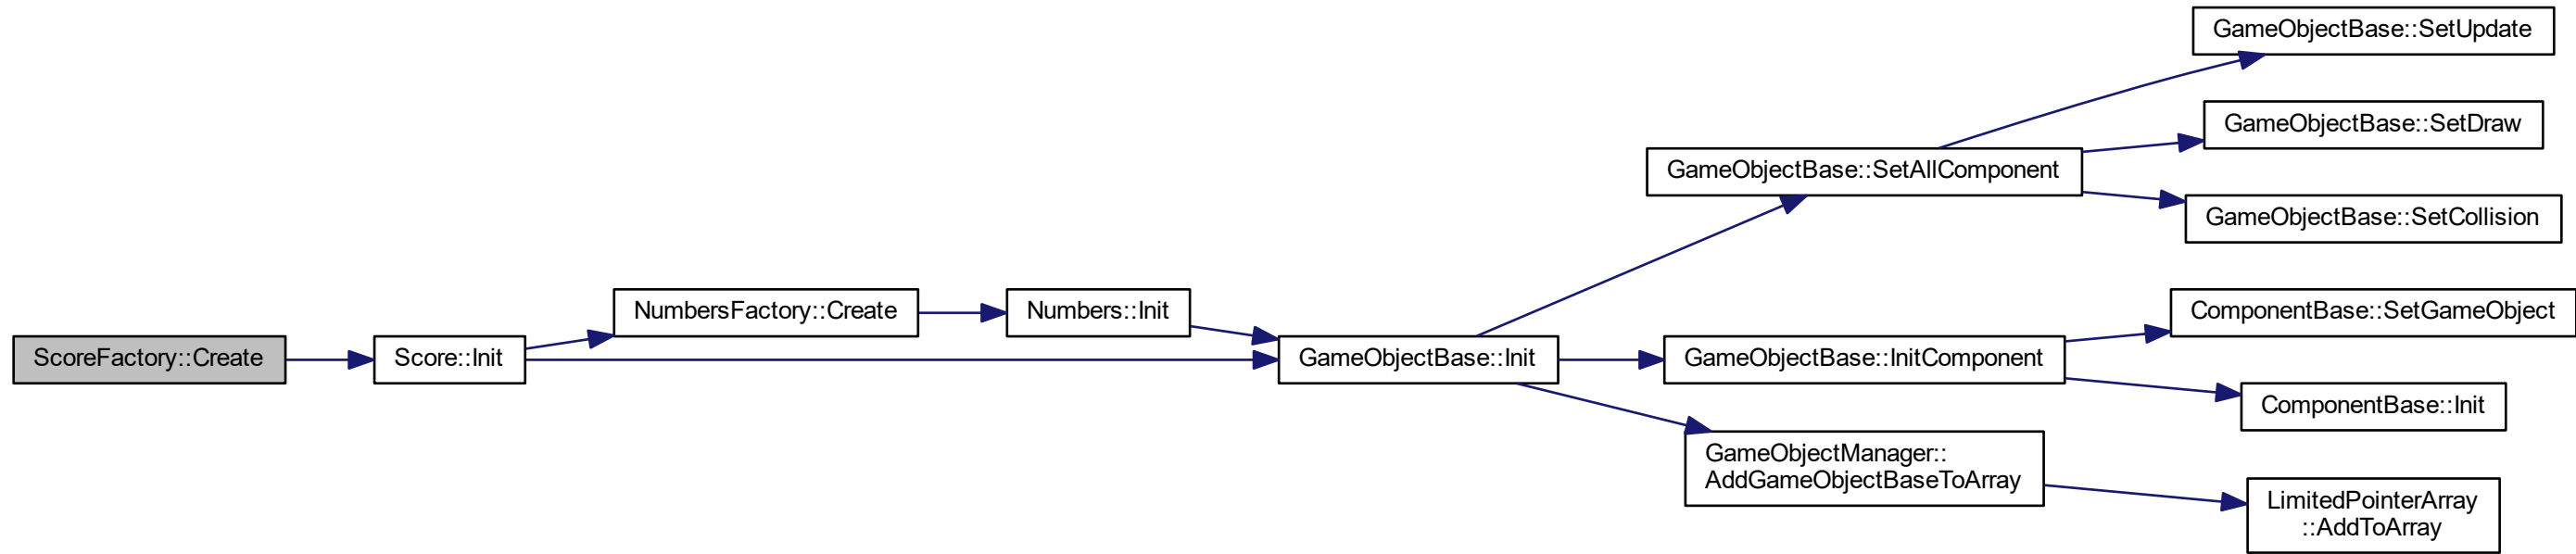 GameObjectBase::SetUpdate
GameObjectBase::SetDraw
GameObjectBase::SetAllComponent
GameObjectBase::SetCollision
NumbersFactory::Create
Numbers::Init
ComponentBase::SetGameObject
ScoreFactory::Create
Score::Init
GameObjectBase::Init
GameObjectBase::InitComponent
ComponentBase::Init
GameObjectManager::
AddGameObjectBaseToArray
LimitedPointerArray
::AddToArray